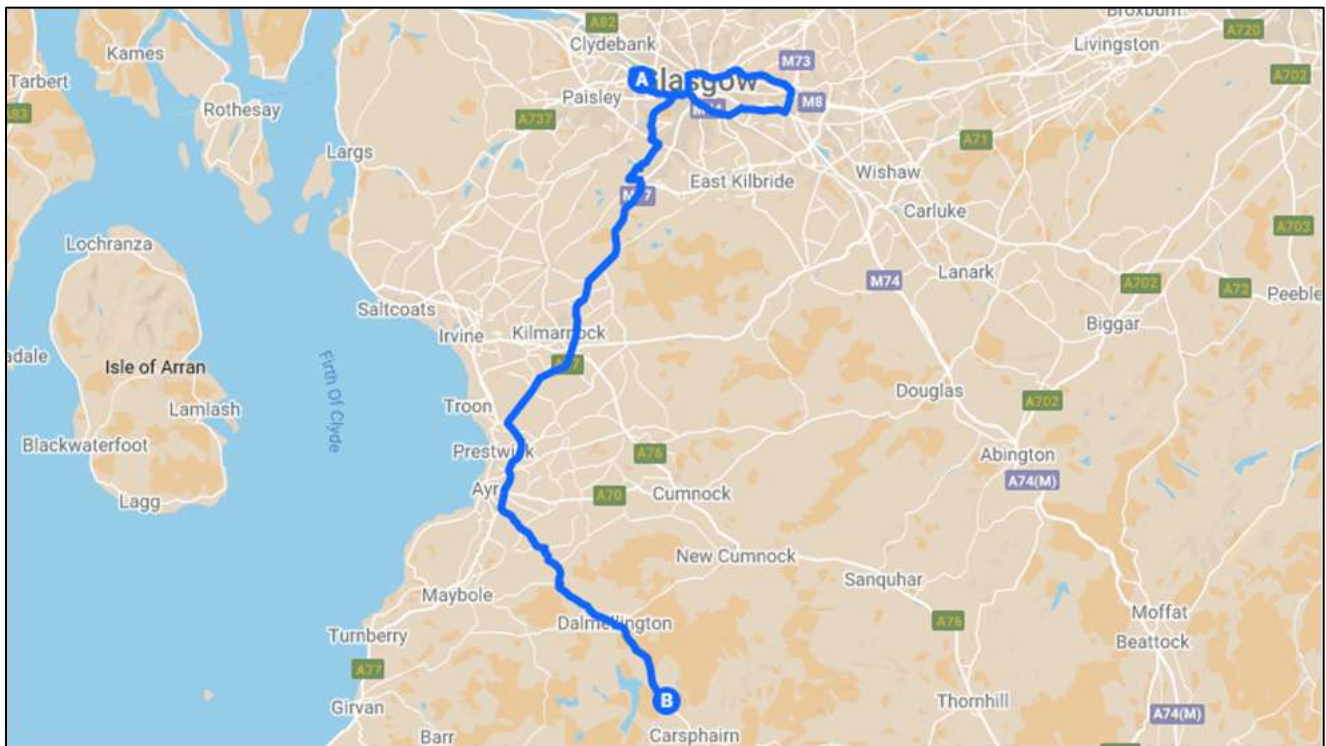 Broxburn
A82
A720
Kames
Clydebank
Livingston
M73
Tarbert
A
Glasgow
A702
Rothesay
Paisley
M8
A83
A737
A71
Largs
Wishaw
East Kilbride
M77
Carluke
A703
Lochranza
Lanark
M74
A702
A72
Peeble
Saltcoats
Biggar
Irvine
Kilmarnock
adale
Isle of Arran
A77
Firth Of Clyde
Douglas
A702
Lamlash
Troon
Blackwaterfoot
Prestwick
A76
Abington
A74(M)
Ayr
A70
Cumnock
Lagg
New Cumnock
Sanquhar
Maybole
Moffat
Dalmellington
A76
Turnberry
Beattock
A77
B
Thornhill
Girvan
A74(M)
Barr
Carsphairn